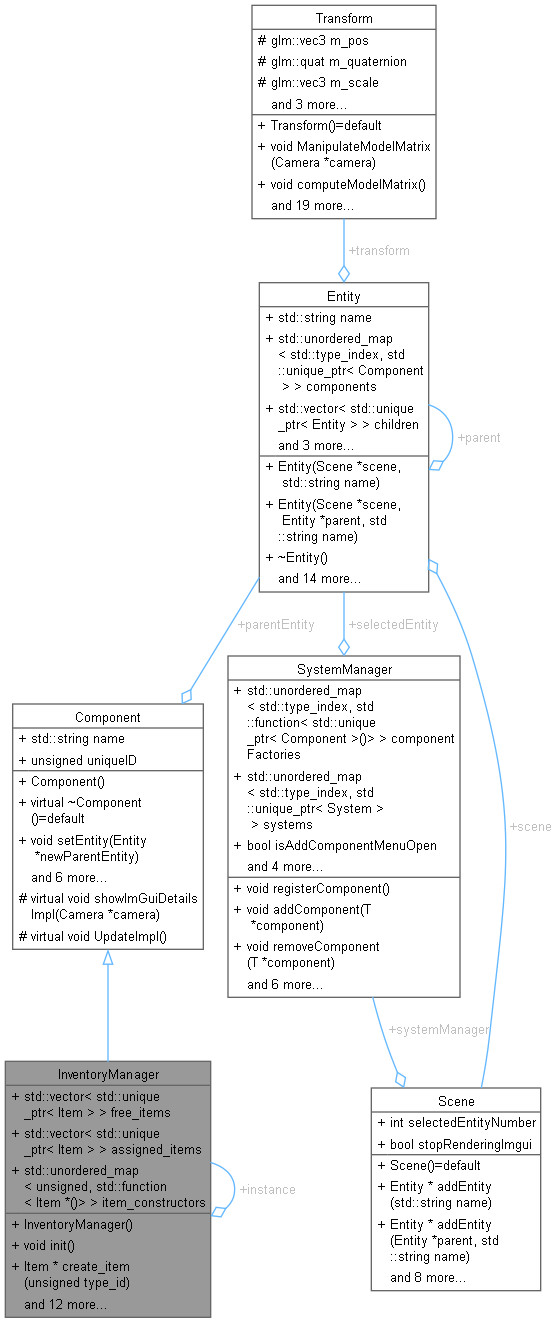 Transform
# glm::vec3 m_pos
# glm::quat m_quaternion
# glm::vec3 m_scale
and 3 more...
+ Transform()=default
+ void ManipulateModelMatrix
(Camera *camera)
+ void computeModelMatrix()
and 19 more...
+transform
Entity
+ std::string name
+ std::unordered_map
< std::type_index, std
::unique_ptr< Component
> > components
+ std::vector< std::unique
_ptr< Entity > > children
and 3 more...
+ Entity(Scene *scene,
std::string name)
+ Entity(Scene *scene,
Entity *parent, std
::string name)
+ ~Entity()
and 14 more...
+parent
+parentEntity
+selectedEntity
SystemManager
+ std::unordered_map
< std::type_index, std
::function< std::unique
_ptr< Component >()> > component
Factories
+ std::unordered_map
< std::type_index, std
::unique_ptr< System >
> > systems
+ bool isAddComponentMenuOpen
and 4 more...
+ void registerComponent()
+ void addComponent(T
*component)
+ void removeComponent
(T *component)
and 6 more...
Component
+ std::string name
+ unsigned uniqueID
+ Component()
+ virtual ~Component
()=default
+ void setEntity(Entity
*newParentEntity)
and 6 more...
# virtual void showImGuiDetails
Impl(Camera *camera)
# virtual void UpdateImpl()
+scene
+systemManager
InventoryManager
+ std::vector< std::unique
_ptr< Item > > free_items
+ std::vector< std::unique
_ptr< Item > > assigned_items
+ std::unordered_map
< unsigned, std::function
< Item *()> > item_constructors
+ InventoryManager()
+ void init()
+ Item * create_item
(unsigned type_id)
and 12 more...
+instance
Scene
+ int selectedEntityNumber
+ bool stopRenderingImgui
+ Scene()=default
+ Entity * addEntity
(std::string name)
+ Entity * addEntity
(Entity *parent, std
::string name)
and 8 more...